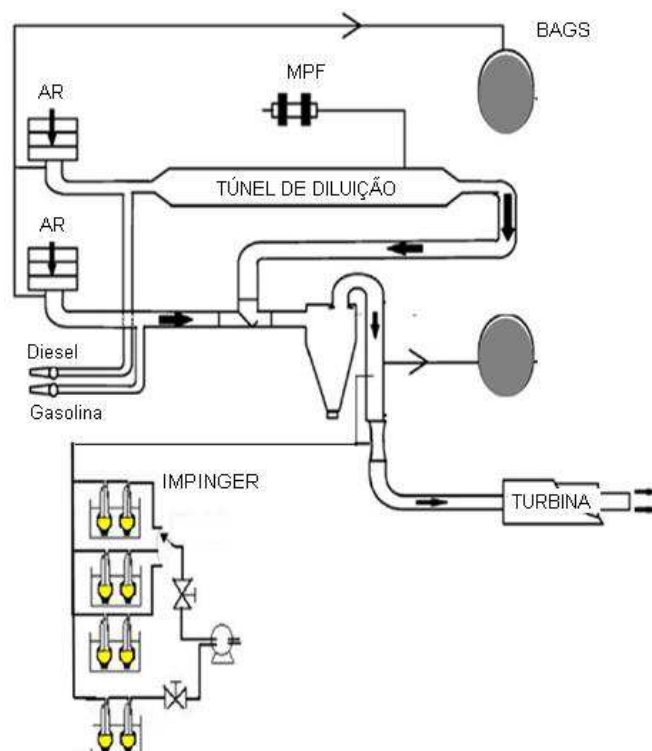 BAGS
MPF
AR
TÚNEL DE DILUIÇÃO
AR
Diesel
Gasolina
IMPINGER
TURBINA